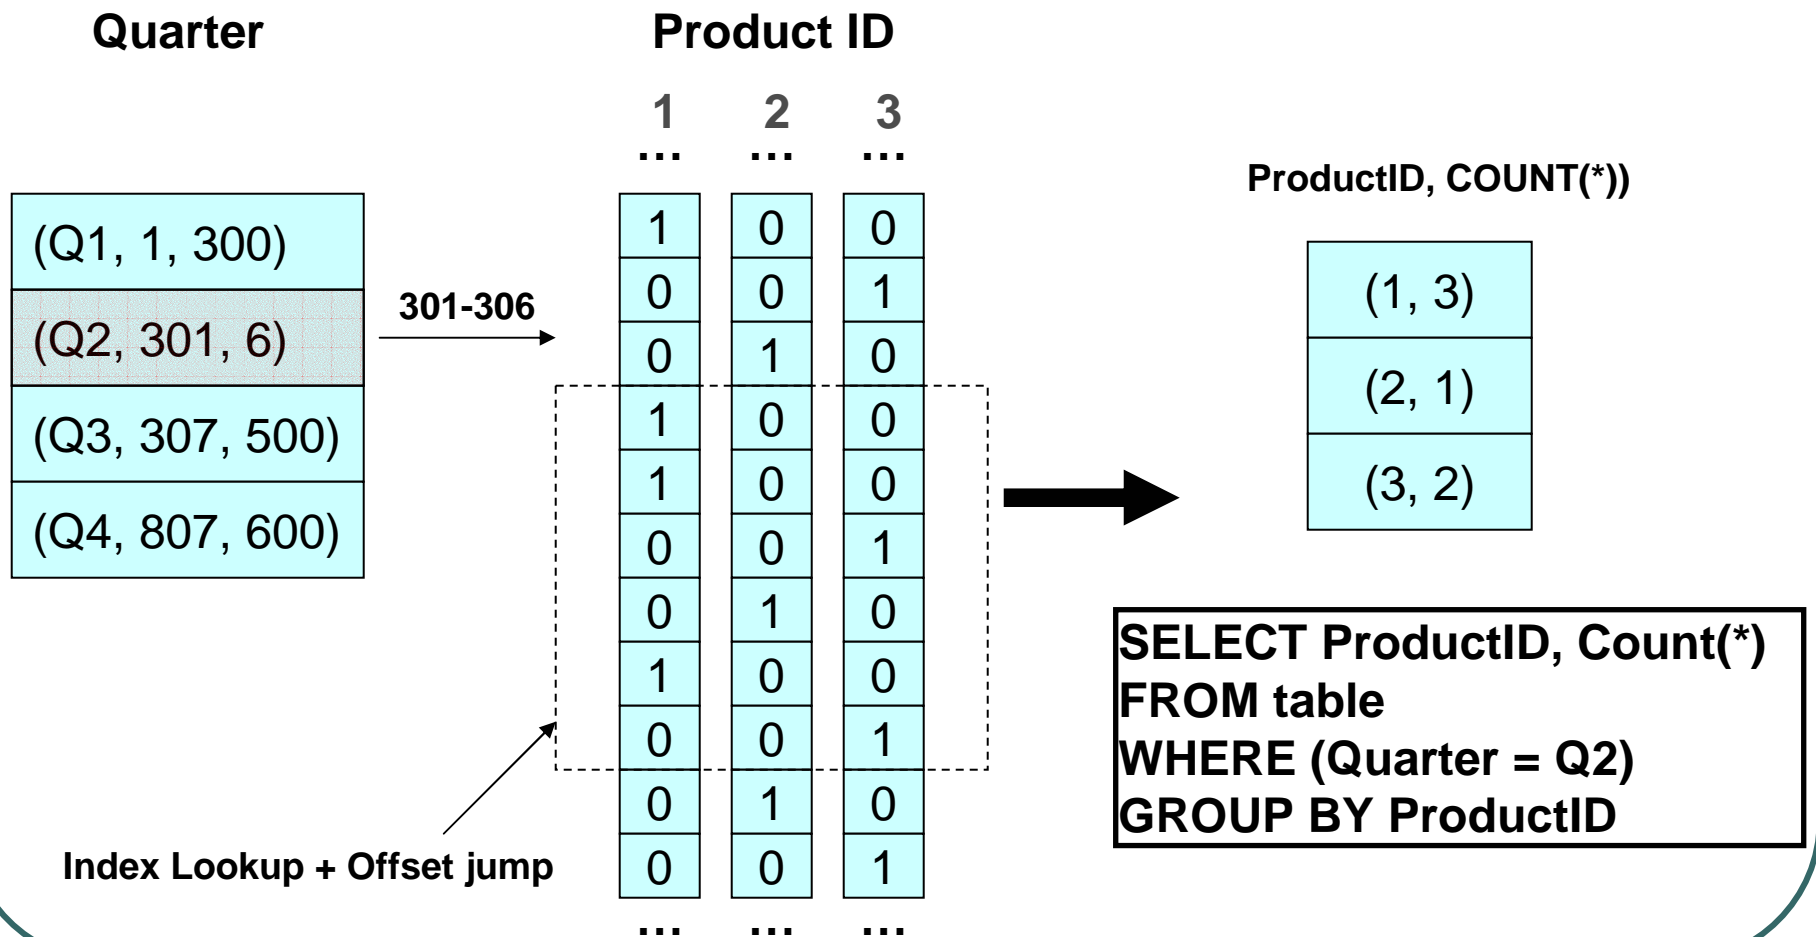 Quarter
Product ID
1 2 3
... ... ...
ProductID, COUNT(*))
(Q1, 1, 300)
(Q2, 301, 6)
(Q3, 307, 500)
(Q4, 807, 600)
301-306
1 0 0
0 0 1
0 1 0
1 0 0
1 0 0
0 0 1
0 1 0
1 0 0
0 0 1
0 1 0
0 0 1
... ... ...
Index Lookup + Offset jump
(1, 3)
(2, 1)
(3, 2)
SELECT ProductID, Count(*)
FROM table
WHERE (Quarter = Q2)
GROUP BY ProductID